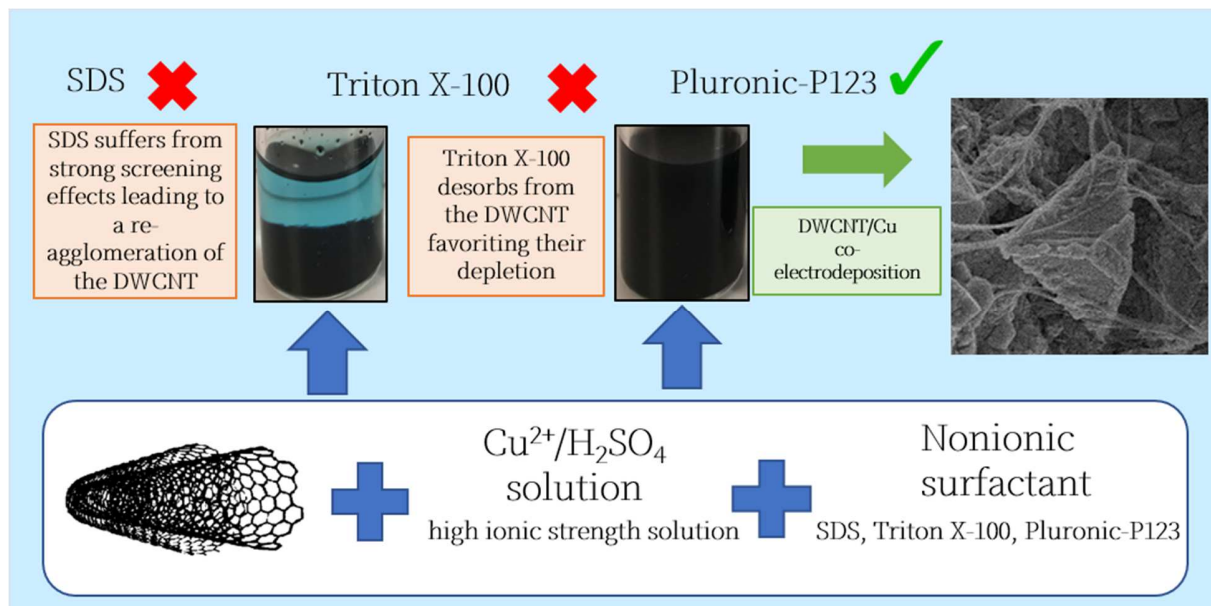 SDS
Triton X-100
Pluronic-P123
SDS suffers from
strong screening
effects leading to
a re-
agglomeration of
the DWCNT
Triton X-100
desorbs from
the DWCNT
favoriting their
depletion
DWCNT/Cu
co-
electrodeposition
Cu²⁺/H₂SO₄
solution
high ionic strength solution
Nonionic
surfactant
SDS, Triton X-100, Pluronic-P123